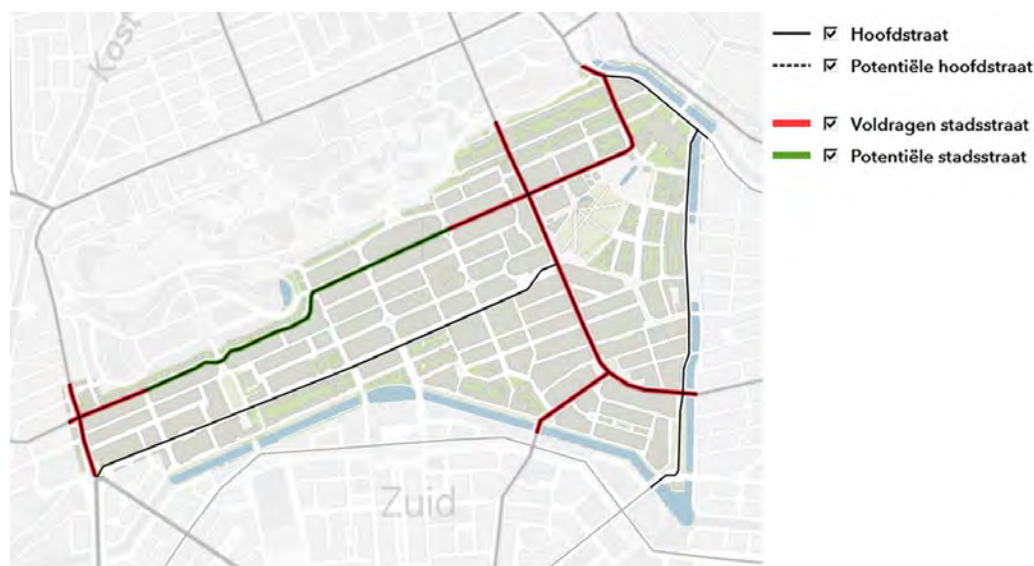 Kost
Zuid
Hoofdstraat
Potentiële hoofdstraat
Voldragen stadsstraat
Potentiële stadsstraat